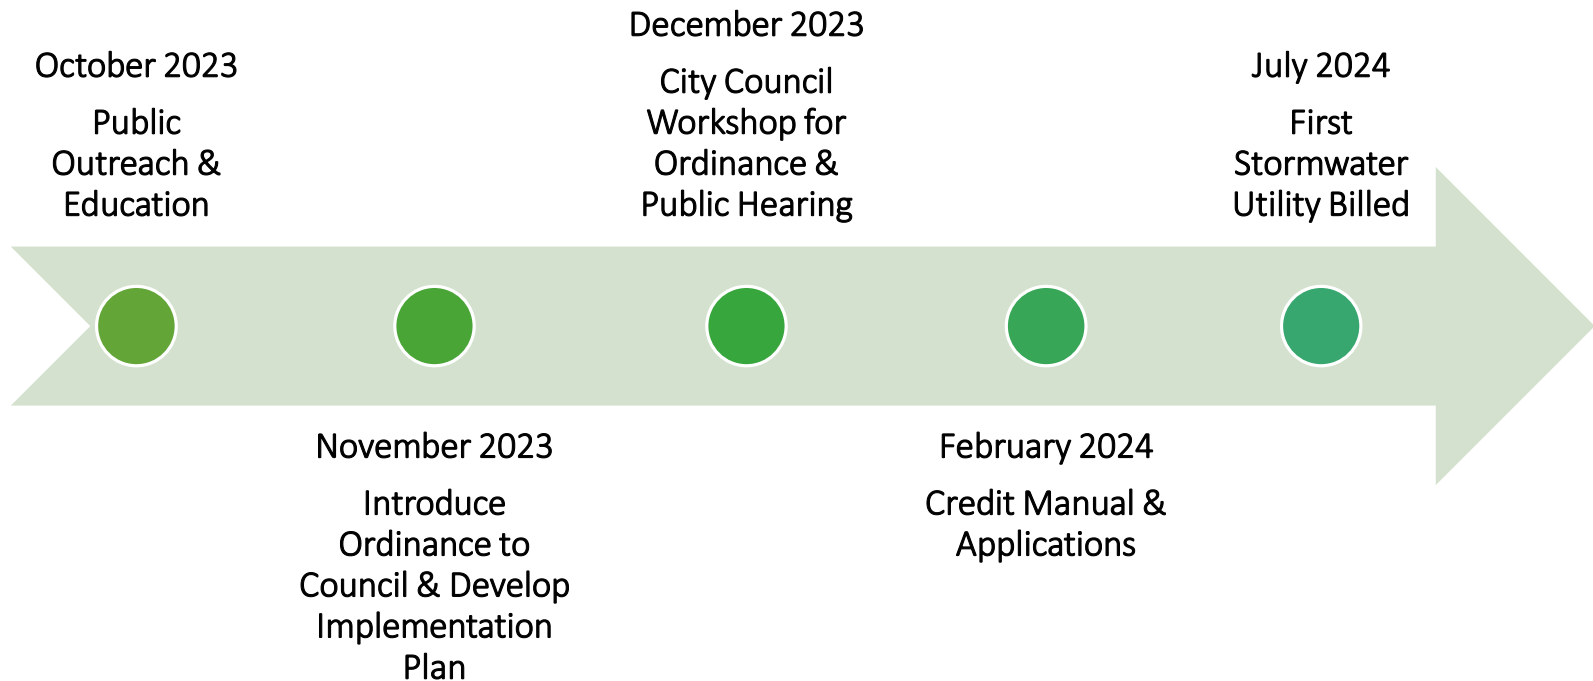 October 2023
Public
Outreach &
Education
November 2023
Introduce
Ordinance to
Council & Develop
Implementation
Plan
December 2023
City Council
Workshop for
Ordinance &
Public Hearing
February 2024
Credit Manual &
Applications
July 2024
First
Stormwater
Utility Billed